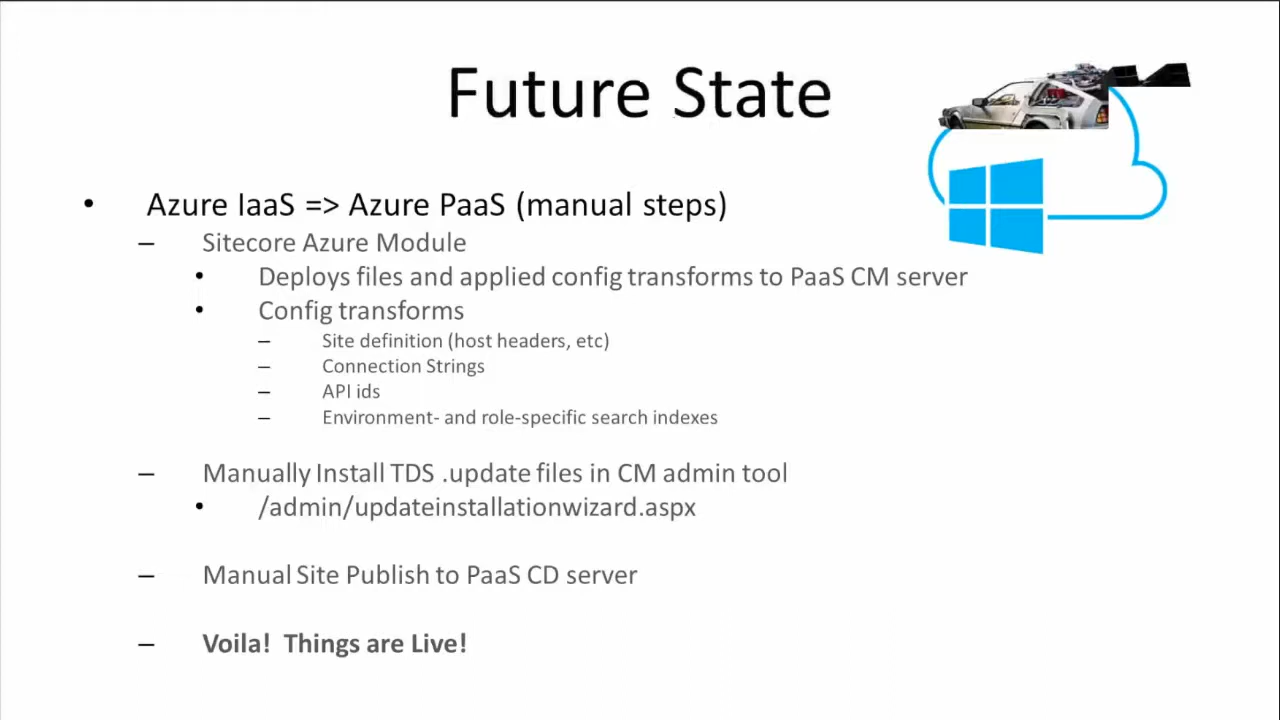 Future State
• Azure IaaS => Azure PaaS (manual steps)
– Sitecore Azure Module
• Deploys files and applied config transforms to PaaS CM server
• Config transforms
– Site definition (host headers, etc)
– Connection Strings
– API ids
– Environment- and role-specific search indexes
– Manually Install TDS .update files in CM admin tool
• /admin/updateinstallationwizard.aspx
– Manual Site Publish to PaaS CD server
– Voila! Things are Live!